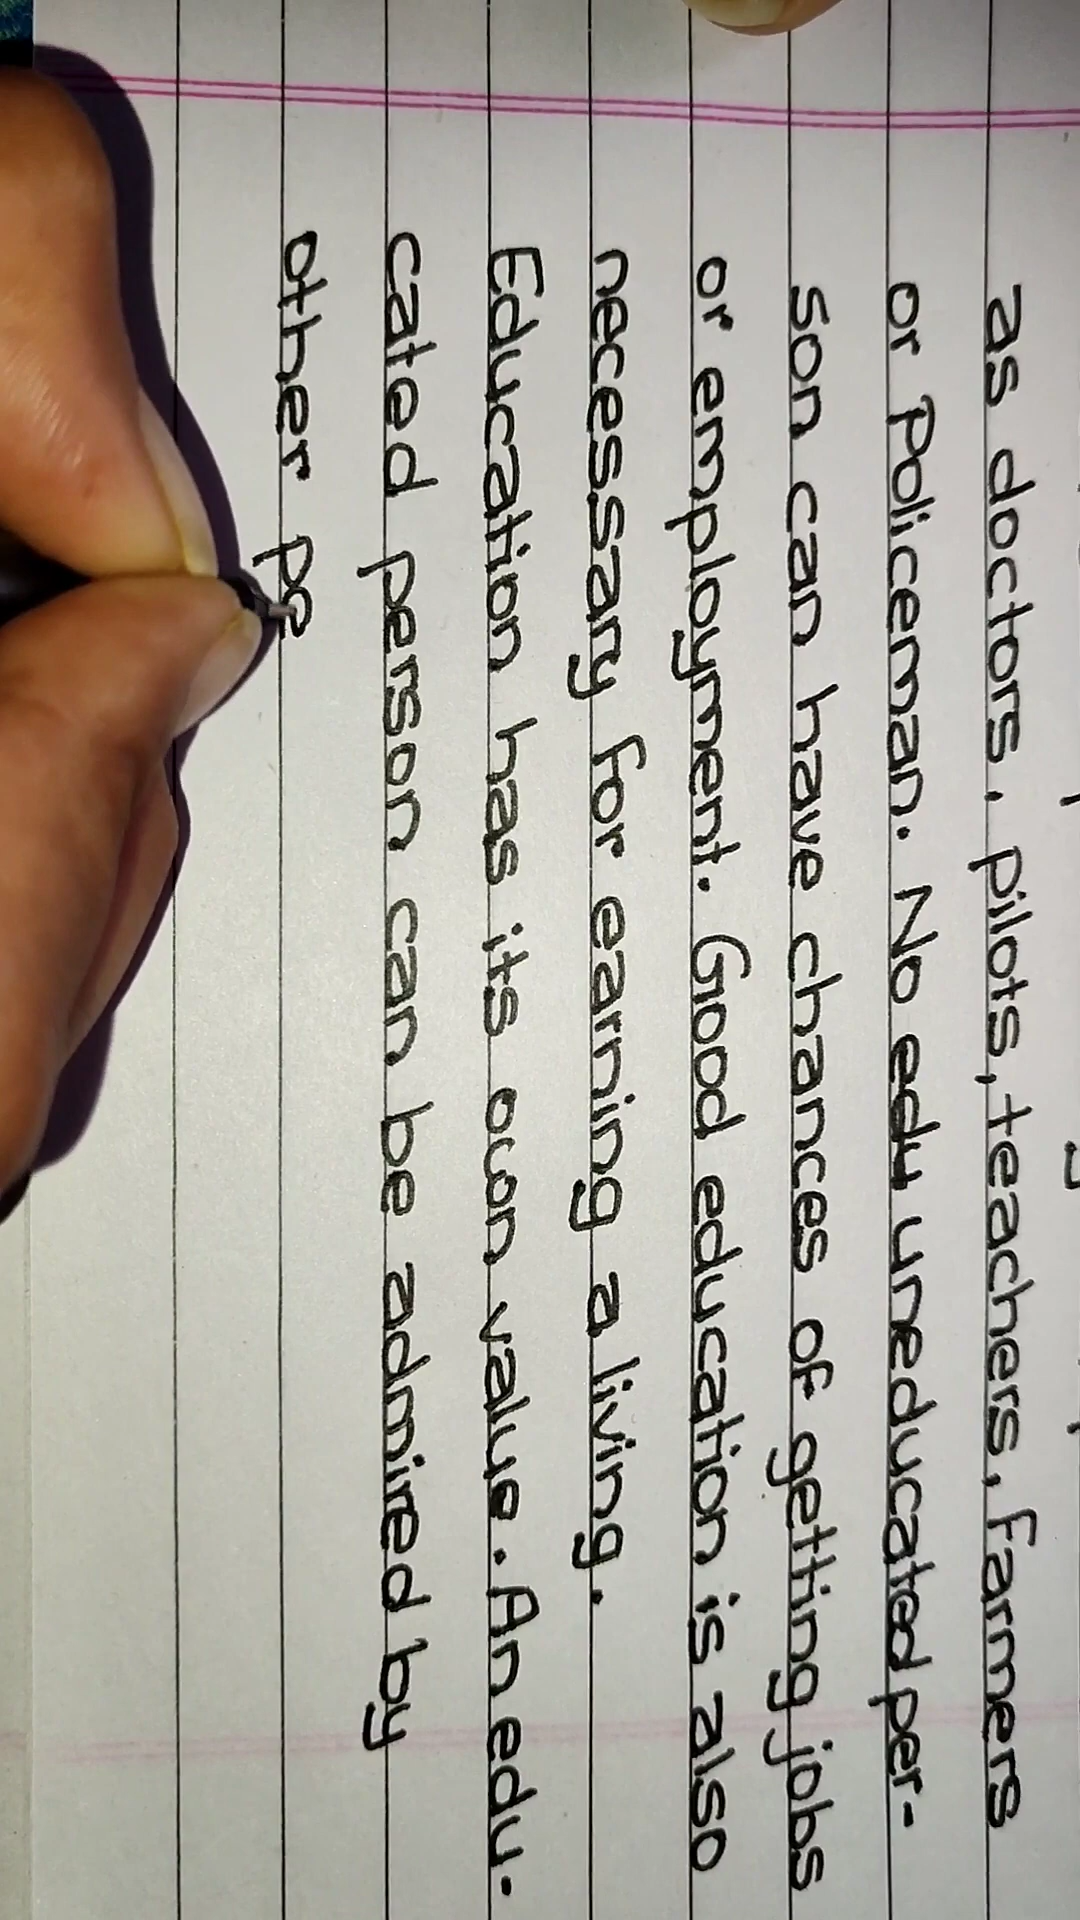 as doctors, pilots, teachers, farmers
or Policeman. No edu uneducated per-
son can have chances of getting jobs
or employment. Good education is also
necessary for earning a living.
Education has its own value. An edu-
cated person can be admired by
other pe